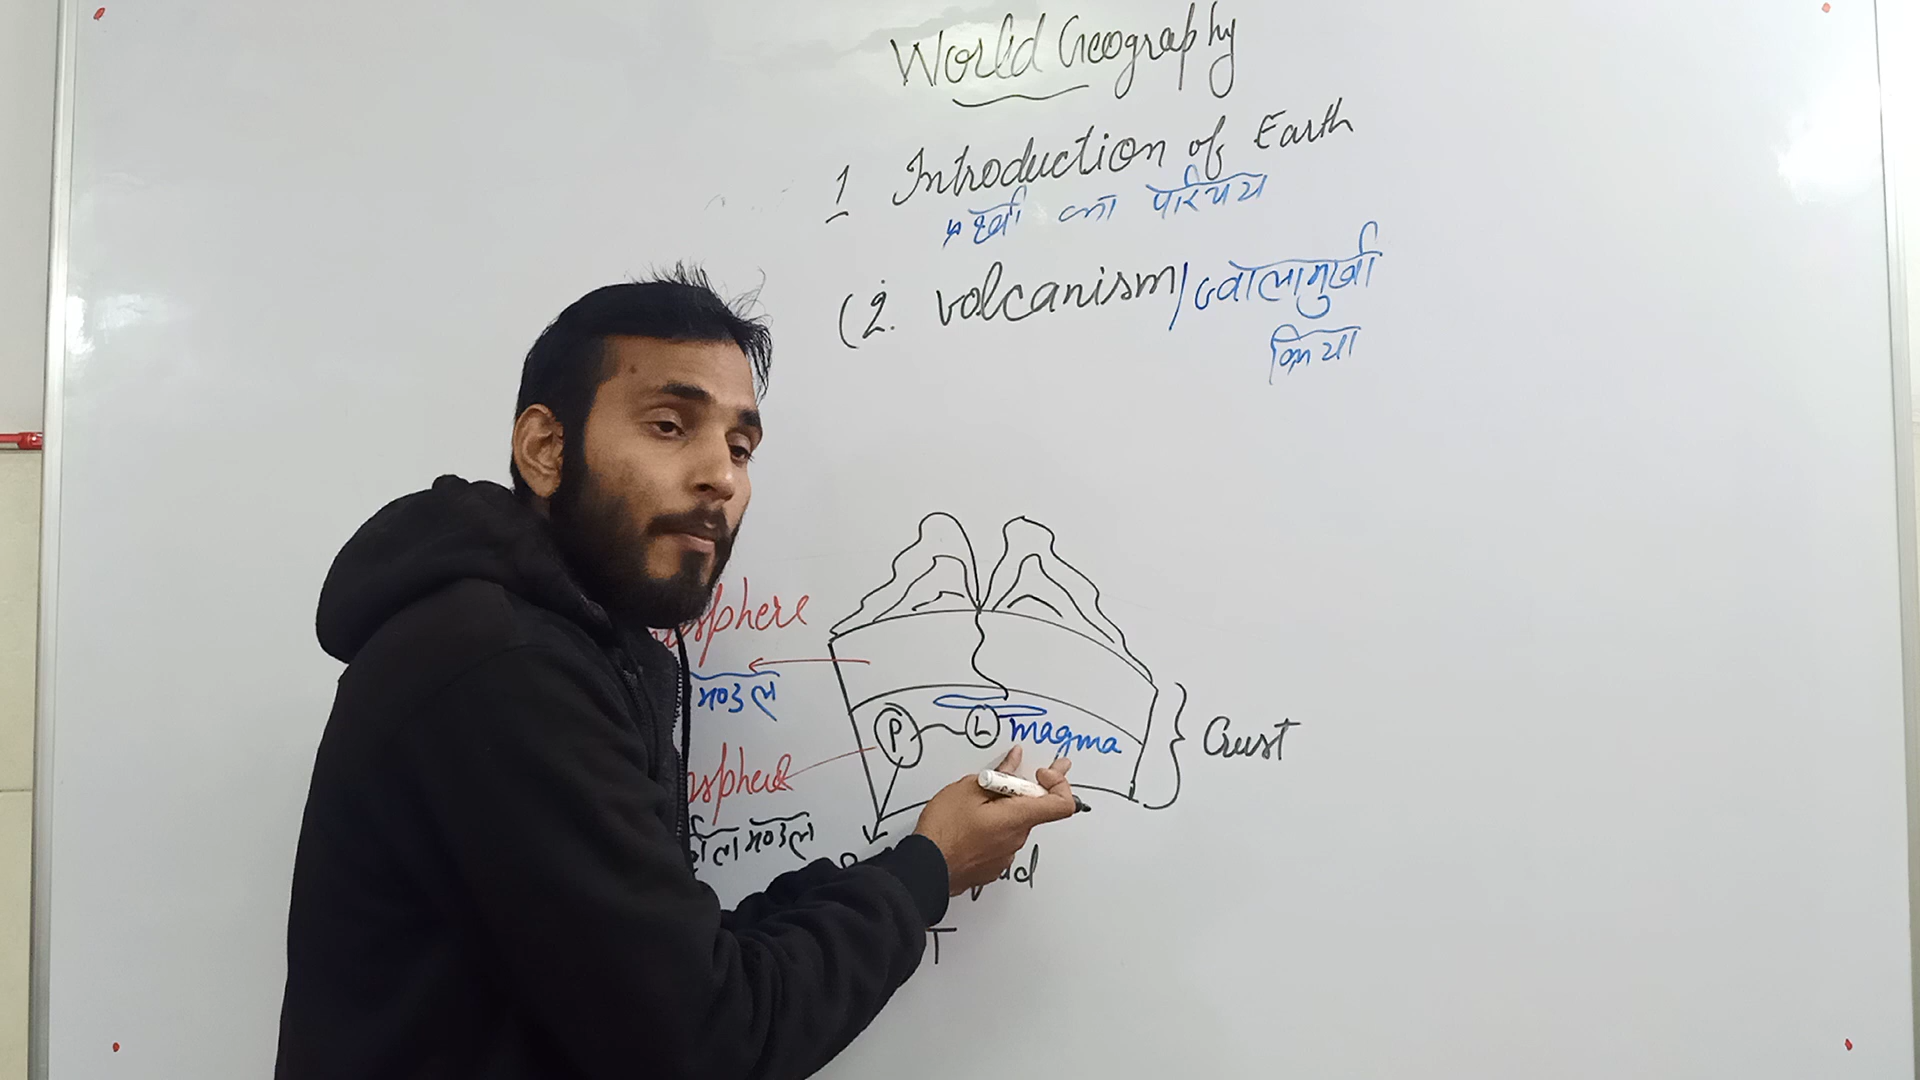 World Geography
1 Introduction of Earth
पृथ्वी का परिचय
(2. volcanism/ज्वालामुखी
क्रिया
sphere
मण्डल
P L magma
Crust
sphere
मण्डल
T